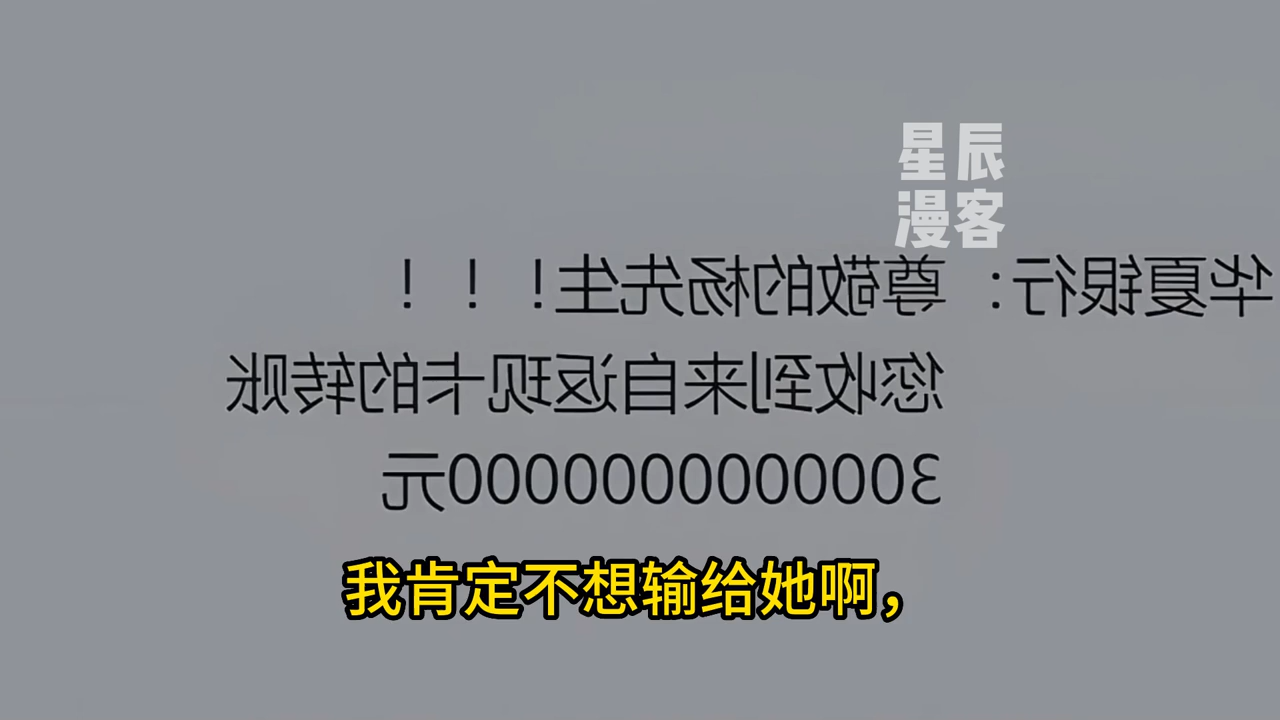 星辰
漫客
华夏银行：尊敬的杨先生！！！
您收到来自返现卡的转账
3000000000000元
我肯定不想输给她啊，